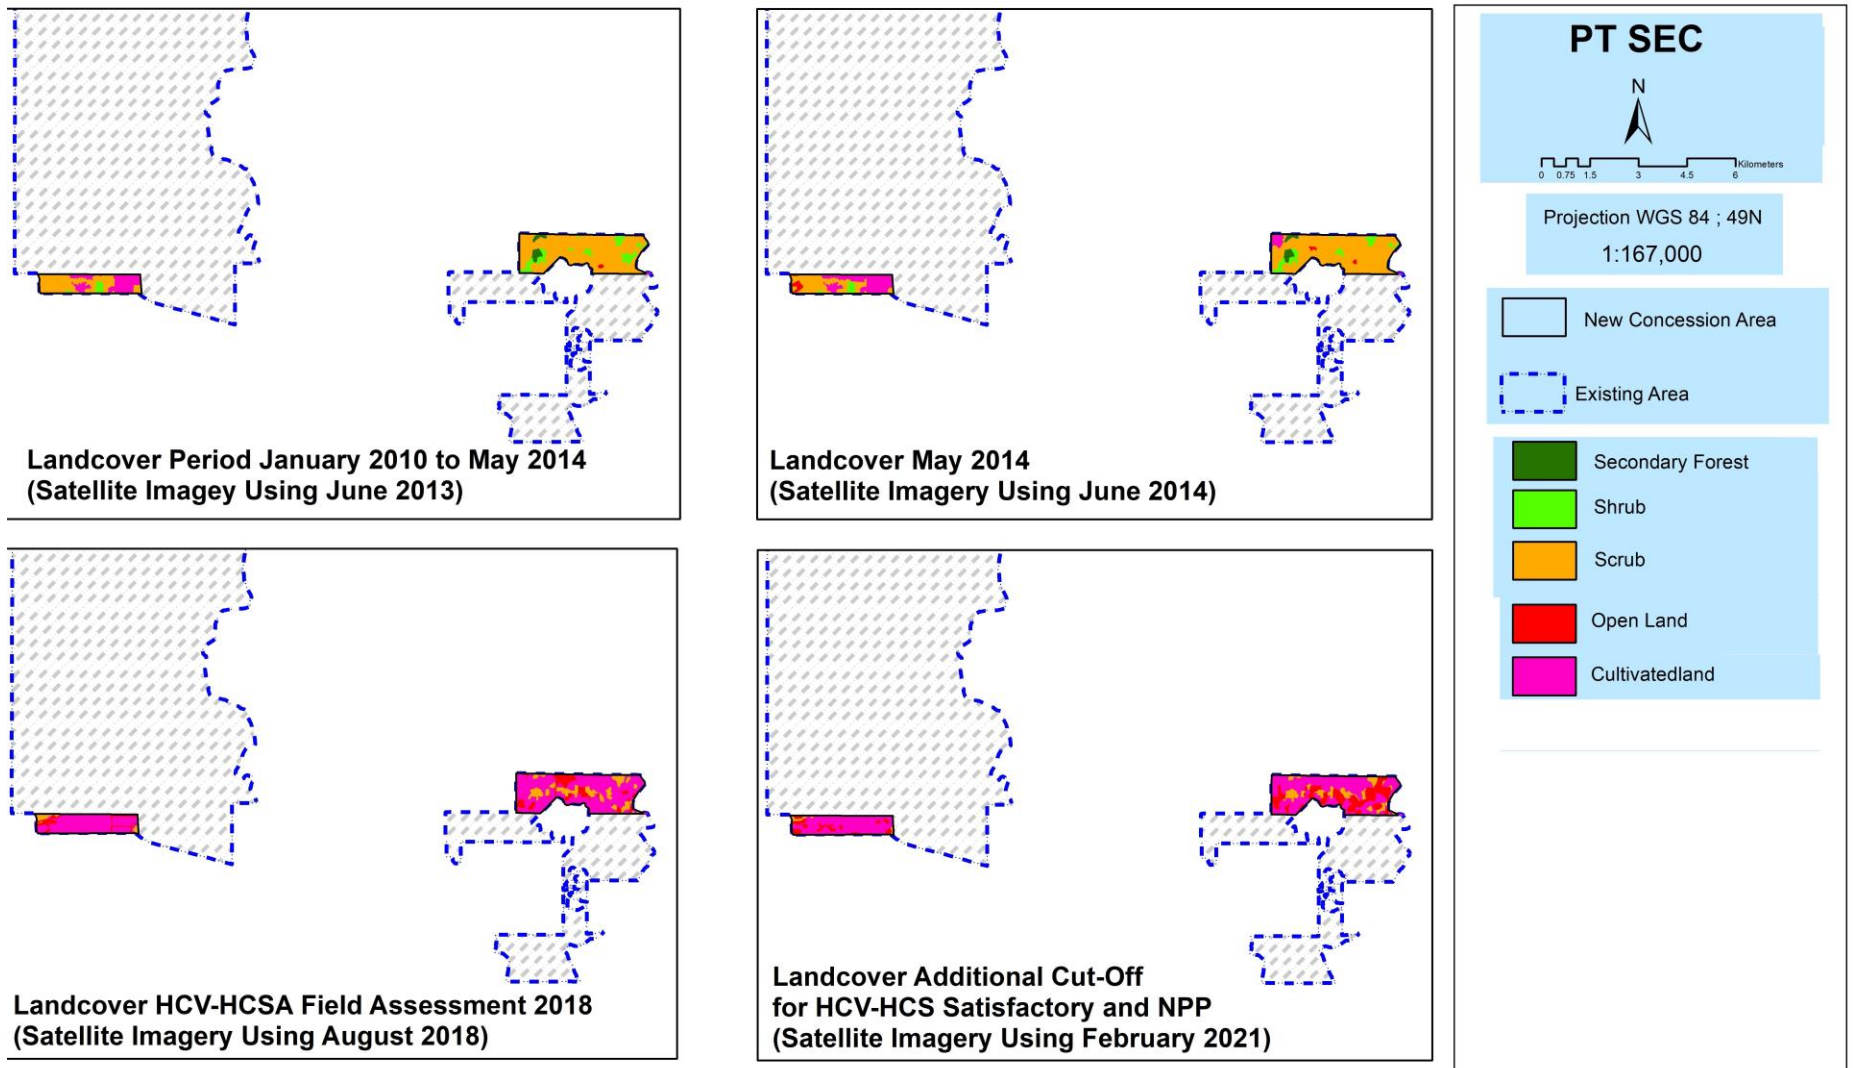 Landcover Period January 2010 to May 2014
(Satellite Imagey Using June 2013)
Landcover May 2014
(Satellite Imagery Using June 2014)
Landcover HCV-HCSA Field Assessment 2018
(Satellite Imagery Using August 2018)
Landcover Additional Cut-Off
for HCV-HCS Satisfactory and NPP
(Satellite Imagery Using February 2021)
PT SEC
N
Kilometers
0 0.75 1.5 3 4.5 6
Projection WGS 84 ; 49N
1:167,000
New Concession Area
Existing Area
Secondary Forest
Shrub
Scrub
Open Land
Cultivatedland